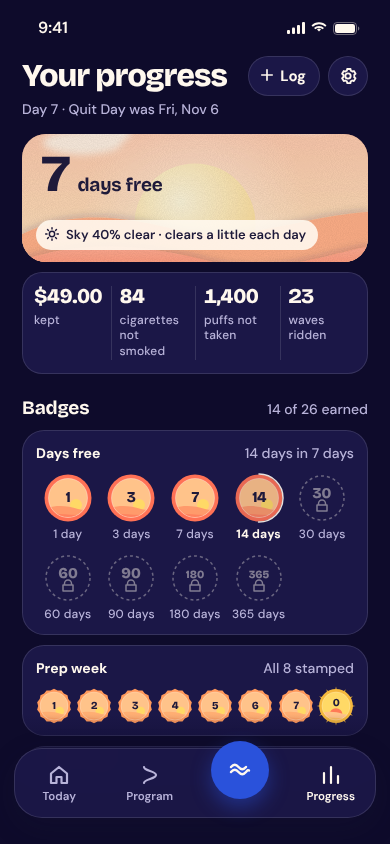 9:41
Your progress
+ Log
Day 7 · Quit Day was Fri, Nov 6
7 days free
Sky 40% clear · clears a little each day
$49.00 84 1,400 23
kept cigarettes puffs not waves
not taken ridden
smoked
Badges 14 of 26 earned
Days free 14 days in 7 days
1 3 7 14 30
1 day 3 days 7 days 14 days 30 days
60 90 180 365
60 days 90 days 180 days 365 days
Prep week All 8 stamped
1 2 3 4 5 6 7 0
Today Program Progress